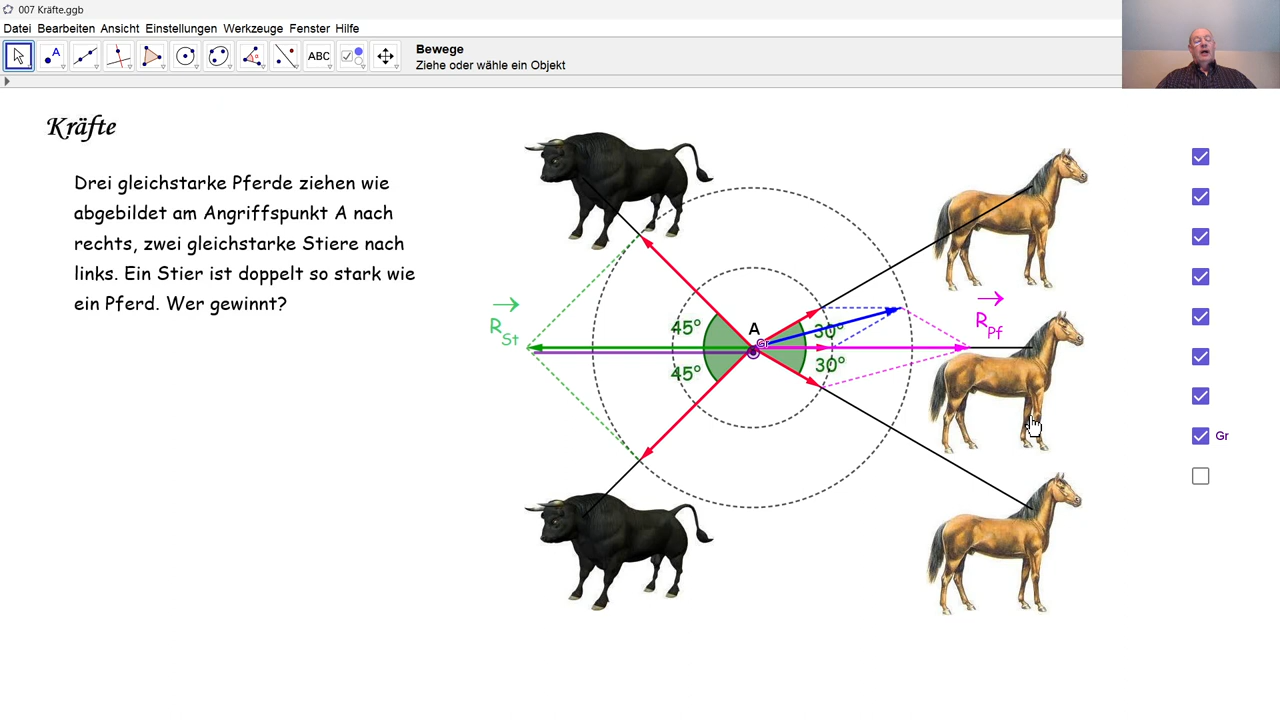 007 Kräfte.ggb
Datei Bearbeiten Ansicht Einstellungen Werkzeuge Fenster Hilfe
A
ABC
Bewege
Ziehe oder wähle ein Objekt
Kräfte
Drei gleichstarke Pferde ziehen wie
abgebildet am Angriffspunkt A nach
rechts, zwei gleichstarke Stiere nach
links. Ein Stier ist doppelt so stark wie
ein Pferd. Wer gewinnt?
R St
45°
45°
A
Gr
30°
30°
R Pf
Gr